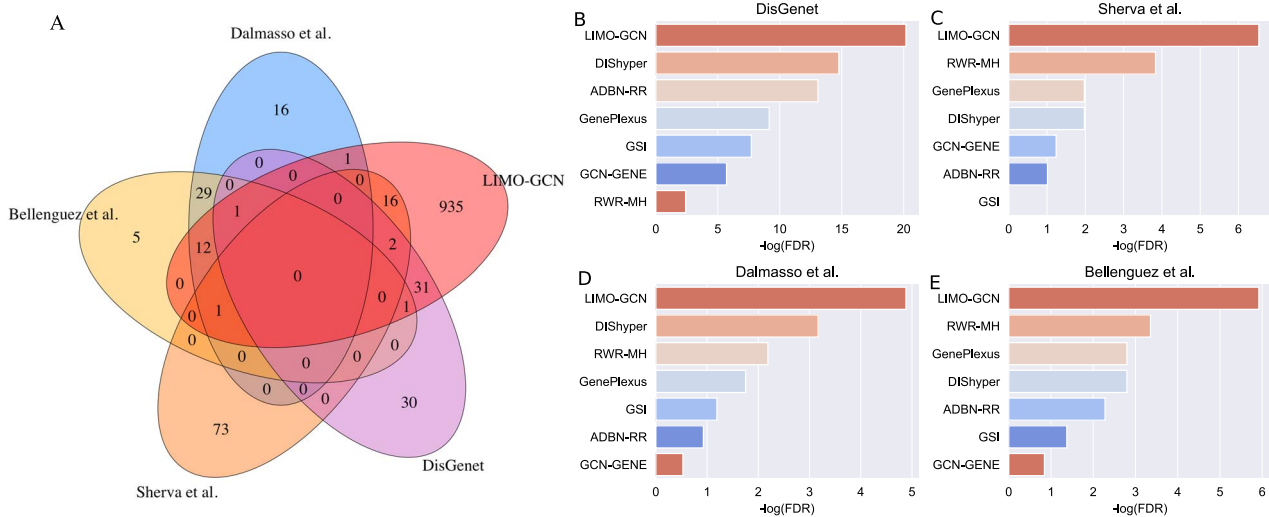 A
Dalmasso et al.
16
1
0
0
0
LIMO-GCN
29
0
0
16
935
Bellenguez et al.
1
5
12
2
0
0
0
31
0
1
1
0
0
0
0
0
0
0
0
0
73
30
DisGenet
Sherva et al.
B
DisGenet
LIMO-GCN
DIShyper
ADBN-RR
GenePlexus
GSI
GCN-GENE
RWR-MH
0 5 10 15 20
-log(FDR)
C
Sherva et al.
LIMO-GCN
RWR-MH
GenePlexus
DIShyper
GCN-GENE
ADBN-RR
GSI
0 1 2 3 4 5 6
-log(FDR)
D
Dalmasso et al.
LIMO-GCN
DIShyper
RWR-MH
GenePlexus
GSI
ADBN-RR
GCN-GENE
0 1 2 3 4 5
-log(FDR)
E
Bellenguez et al.
LIMO-GCN
RWR-MH
GenePlexus
DIShyper
ADBN-RR
GSI
GCN-GENE
0 1 2 3 4 5 6
-log(FDR)